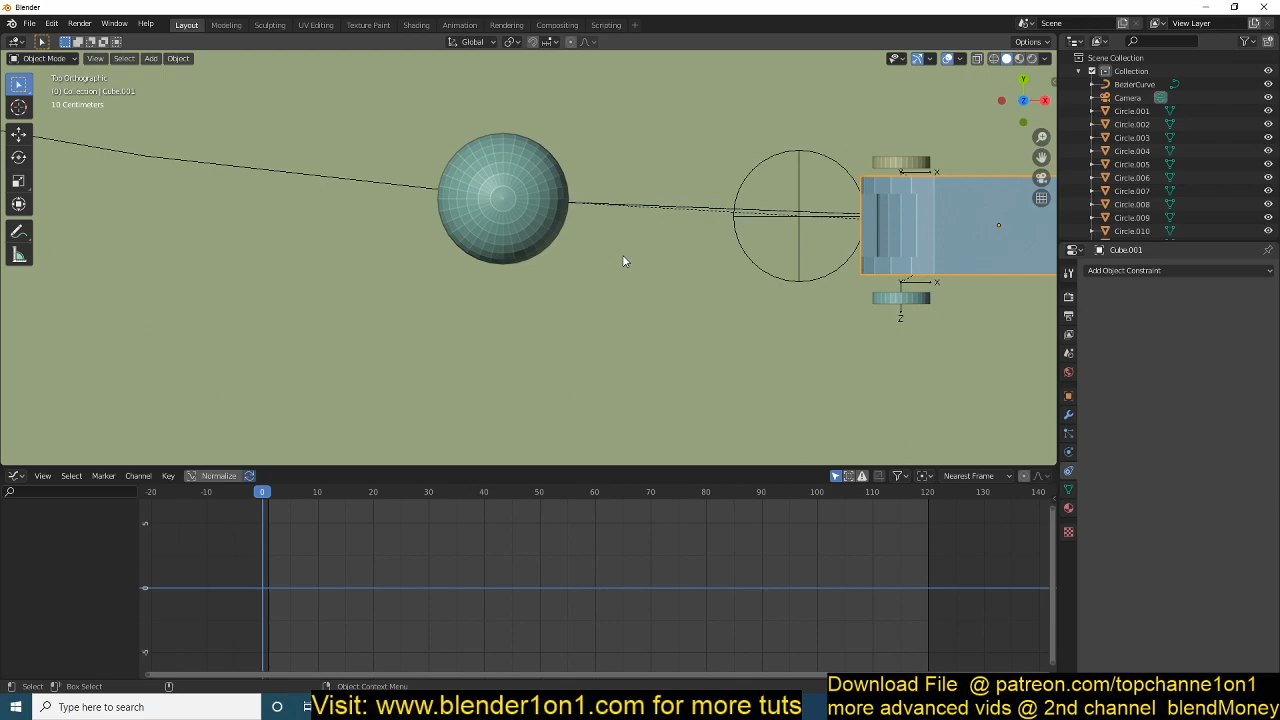 Blender
File Edit Render Window Help Layout Modeling Sculpting UV Editing Texture Paint Shading Animation Rendering Compositing Scripting + Scene View Layer
Global Options
Object Mode View Select Add Object
Top Orthographic
(0) Collection | Cube.001
10 Centimeters
Y
Z X
X
X
Z
Scene Collection
Collection
BezierCurve
Camera
Circle.001
Circle.002
Circle.003
Circle.004
Circle.005
Circle.006
Circle.007
Circle.008
Circle.009
Circle.010
Cube.001
Add Object Constraint
View Select Marker Channel Key Normalize Nearest Frame
-20 -10 0 10 20 30 40 50 60 70 80 90 100 110 120 130 140
5
0
-5
Select Box Select Object Context Menu
Type here to search
Visit: www.blender1on1.com for more tuts
Download File @ patreon.com/topchanne1on1
more advanced vids @ 2nd channel blendMoney